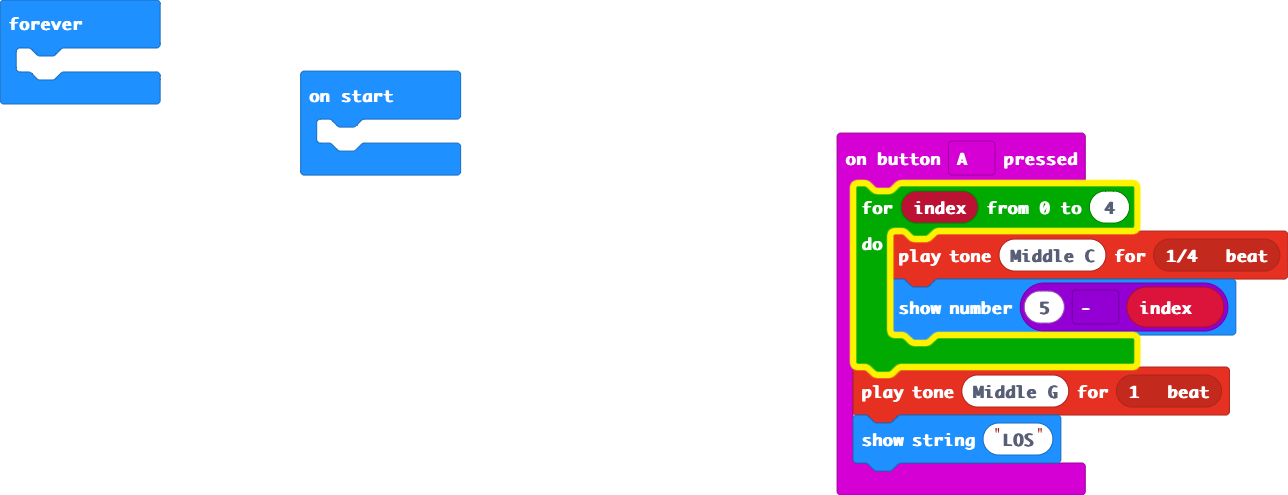 forever
on start
on button A pressed
for index from 0 to 4
do
play tone Middle C for 1/4 beat
show number 5 - index
play tone Middle G for 1 beat
show string "LOS"